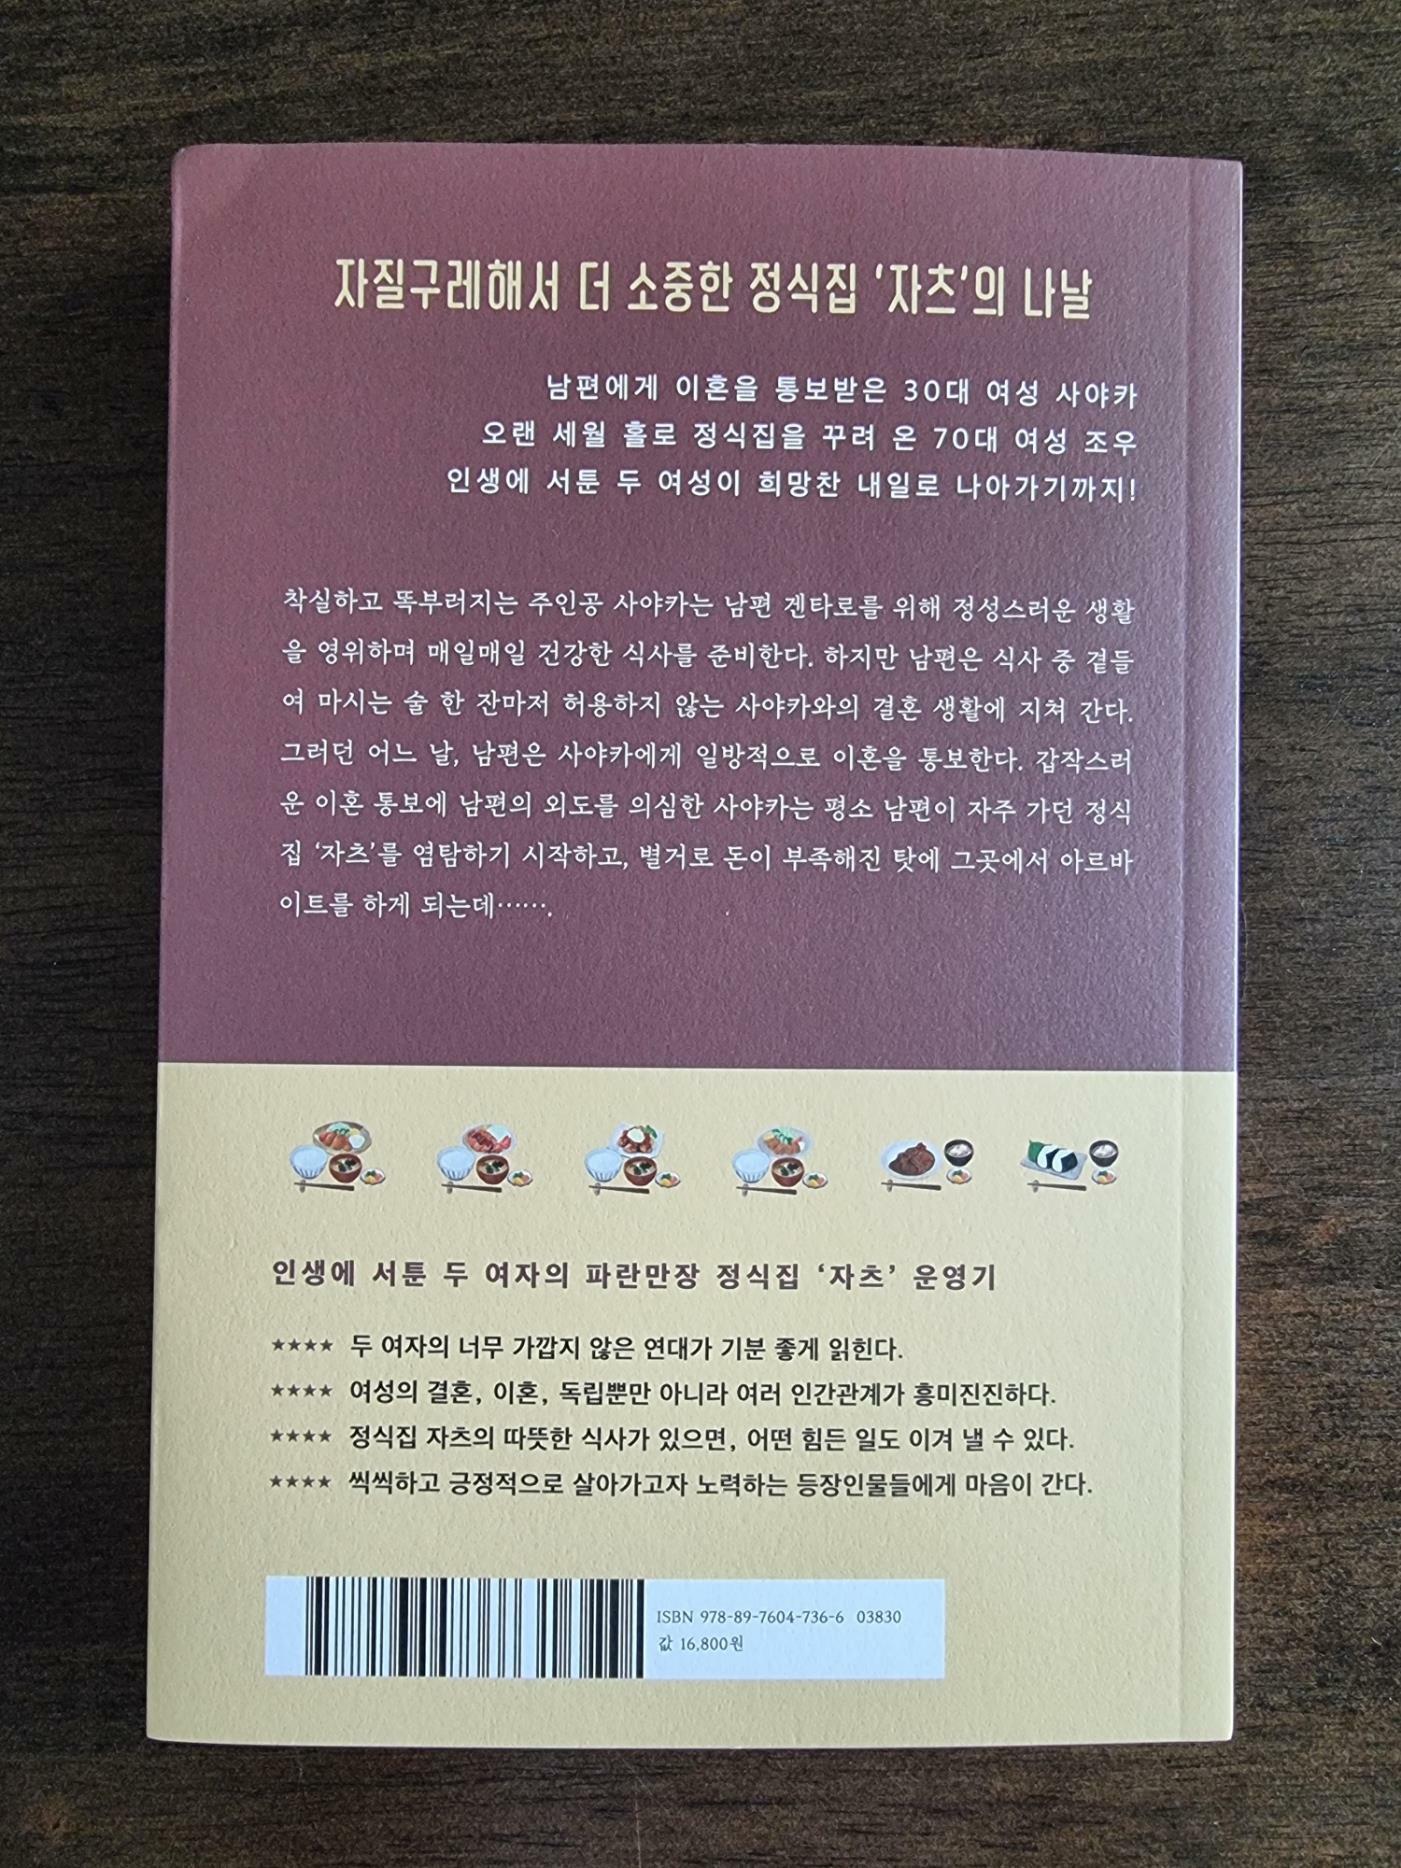 자질구레해서 더 소중한 정식집 ‘자츠’의 나날
남편에게 이혼을 통보받은 30대 여성 사야카
오랜 세월 홀로 정식집을 꾸려 온 70대 여성 조우
인생에 서툰 두 여성이 희망찬 내일로 나아가기까지!
착실하고 똑부러지는 주인공 사야카는 남편 겐타로를 위해 정성스러운 생활
을 영위하며 매일매일 건강한 식사를 준비한다. 하지만 남편은 식사 중 곁들
여 마시는 술 한 잔마저 허용하지 않는 사야카와의 결혼 생활에 지쳐 간다.
그러던 어느 날, 남편은 사야카에게 일방적으로 이혼을 통보한다. 갑작스러
운 이혼 통보에 남편의 외도를 의심한 사야카는 평소 남편이 자주 가던 정식
집 ‘자츠’를 염탐하기 시작하고, 별거로 돈이 부족해진 탓에 그곳에서 아르바
이트를 하게 되는데…….
인생에 서툰 두 여자의 파란만장 정식집 ‘자츠’ 운영기
★★★★ 두 여자의 너무 가깝지 않은 연대가 기분 좋게 읽힌다.
★★★★ 여성의 결혼, 이혼, 독립뿐만 아니라 여러 인간관계가 흥미진진하다.
★★★★ 정식집 자츠의 따뜻한 식사가 있으면, 어떤 힘든 일도 이겨 낼 수 있다.
★★★★ 씩씩하고 긍정적으로 살아가고자 노력하는 등장인물들에게 마음이 간다.
ISBN 978-89-7604-736-6 03830
값 16,800원